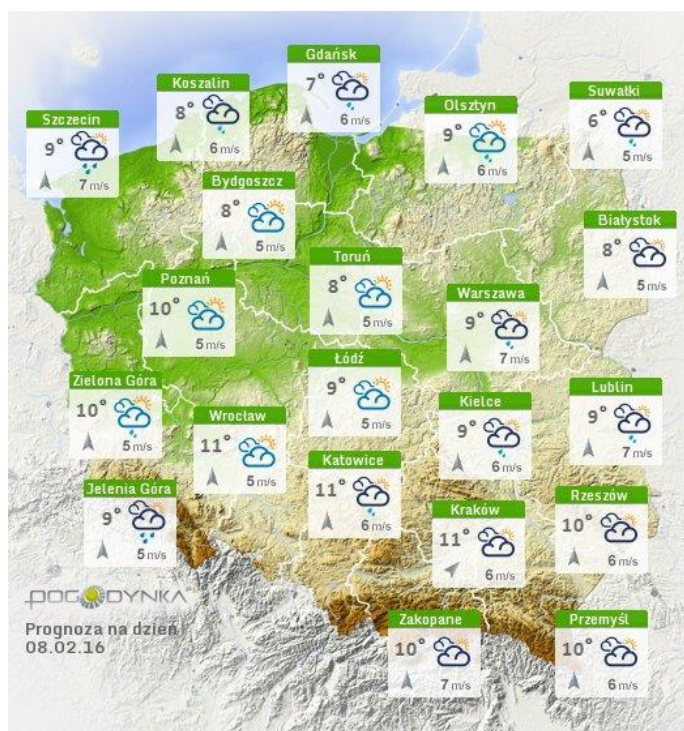 Gdańsk
7°
6 m/s
Koszalin
8°
6 m/s
Suwałki
6°
5 m/s
Olsztyn
9°
6 m/s
Szczecin
9°
7 m/s
Bydgoszcz
8°
5 m/s
Białystok
8°
5 m/s
Toruń
8°
5 m/s
Poznań
10°
5 m/s
Warszawa
9°
7 m/s
Łódź
9°
5 m/s
Zielona Góra
10°
5 m/s
Lublin
9°
7 m/s
Kielce
9°
6 m/s
Wrocław
11°
5 m/s
Katowice
11°
6 m/s
Jelenia Góra
9°
5 m/s
Rzeszów
10°
6 m/s
Kraków
11°
6 m/s
POGODYNKA
Prognoza na dzień
08.02.16
Zakopane
10°
7 m/s
Przemyśl
10°
6 m/s